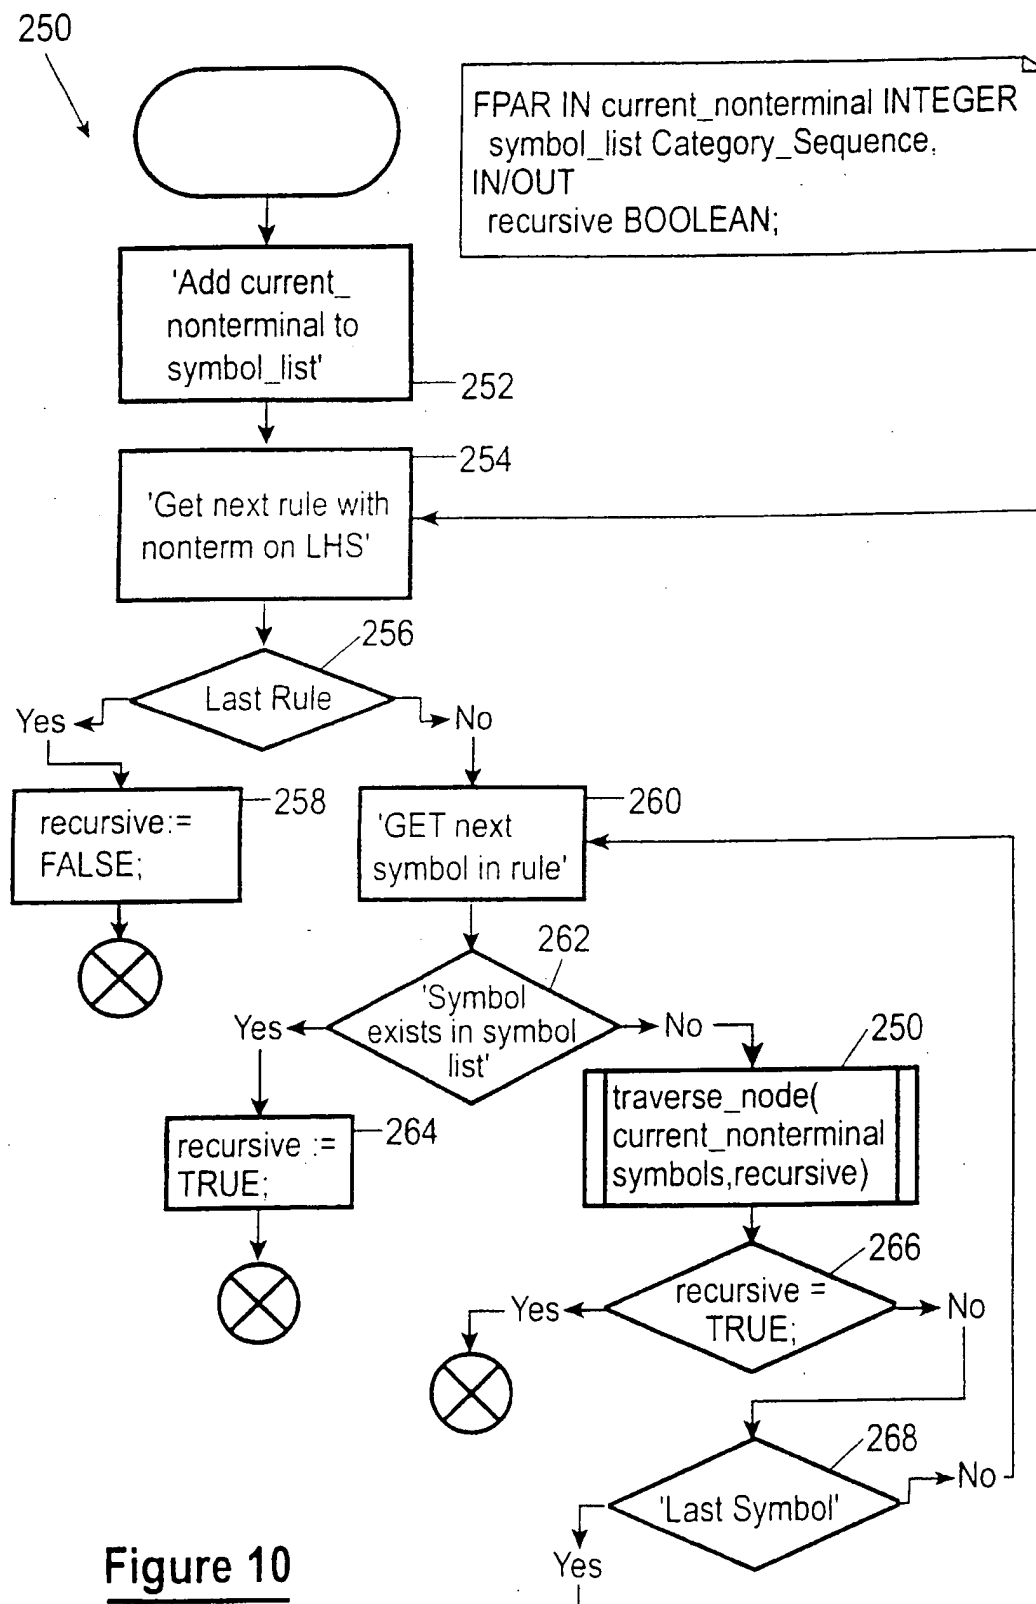 250
FPAR IN current_nonterminal INTEGER
symbol_list Category_Sequence,
IN/OUT
recursive BOOLEAN;
'Add current_
nonterminal to
symbol_list'
252
254
'Get next rule with
nonterm on LHS'
256
Last Rule
Yes
No
258
recursive:=
FALSE;
260
'GET next
symbol in rule'
262
'Symbol
exists in symbol
list'
Yes
No
250
264
recursive :=
TRUE;
traverse_node(
current_nonterminal
symbols,recursive)
266
recursive =
TRUE;
Yes
No
268
'Last Symbol'
No
Yes
Figure 10